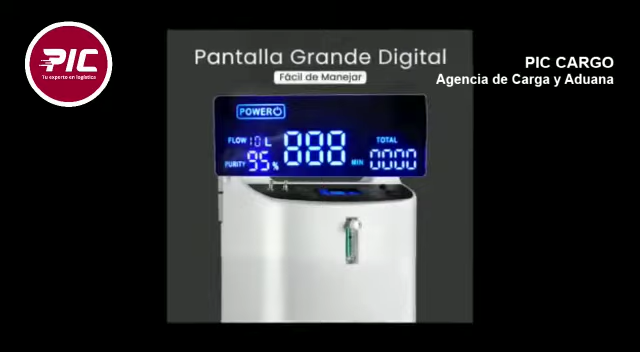 PIC
Tu experto en logística
PIC CARGO
Agencia de Carga y Aduana
Pantalla Grande Digital
Fácil de Manejar
POWER
FLOW 10L
PURITY 95%
888 MIN
TOTAL
0000